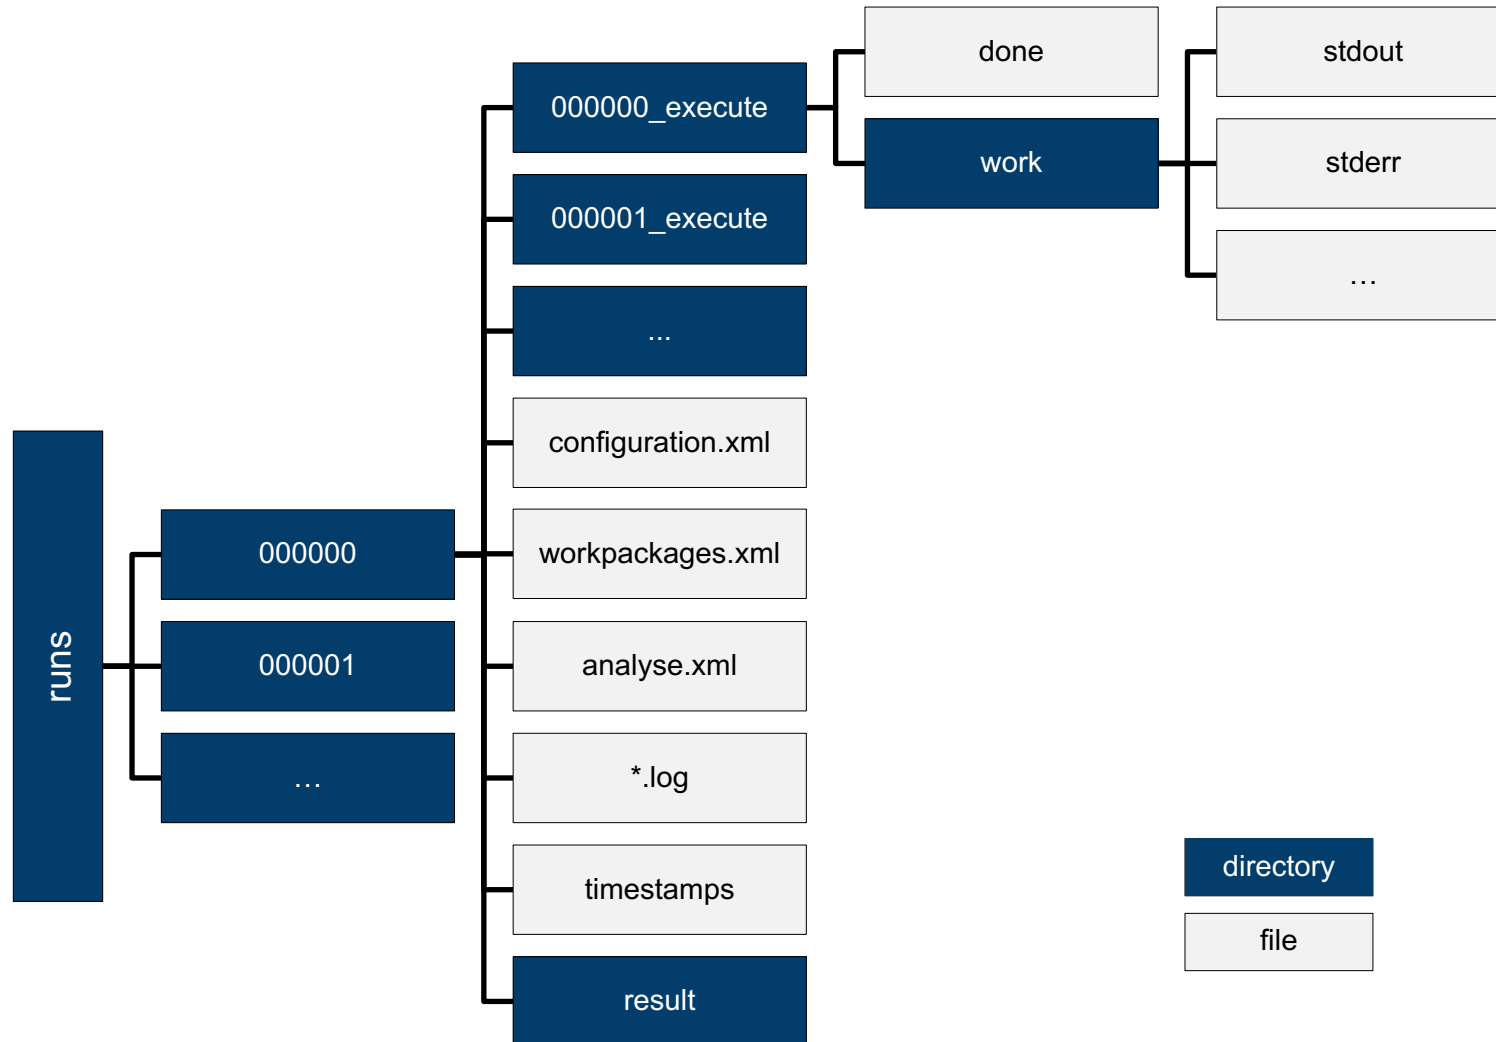 runs
000000
000001
…
000000_execute
000001_execute
...
configuration.xml
workpackages.xml
analyse.xml
*.log
timestamps
result
done
work
stdout
stderr
…
directory
file